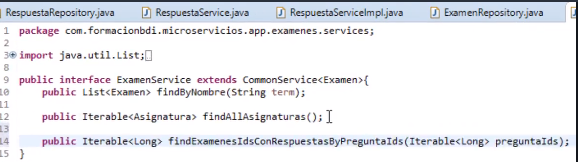 RespuestaRepository.java RespuestaService.java RespuestaServiceImpl.java ExamenRepository.java
1 package com.formacionbdi.microservicios.app.examenes.services;
2
3 import java.util.List;
8
9 public interface ExamenService extends CommonService<Examen>{
10 public List<Examen> findByNombre(String term);
11
12 public Iterable<Asignatura> findAllAsignaturas();
13
14 public Iterable<Long> findExamenesIdsConRespuestasByPreguntaIds(Iterable<Long> preguntaIds);
15 }